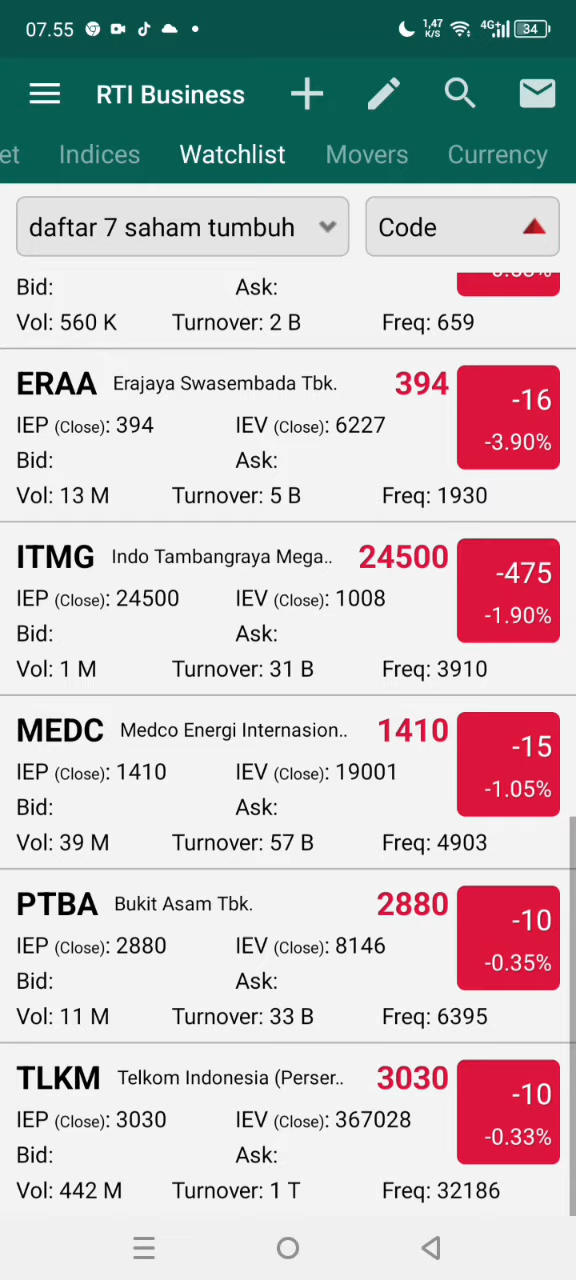 07.55
1,47 K/S 4G+ 34
RTI Business
et Indices Watchlist Movers Currency
daftar 7 saham tumbuh Code
Bid: Ask:
Vol: 560 K Turnover: 2 B Freq: 659
ERAA Erajaya Swasembada Tbk. 394 -16
IEP (Close): 394 IEV (Close): 6227 -3.90%
Bid: Ask:
Vol: 13 M Turnover: 5 B Freq: 1930
ITMG Indo Tambangraya Mega.. 24500 -475
IEP (Close): 24500 IEV (Close): 1008 -1.90%
Bid: Ask:
Vol: 1 M Turnover: 31 B Freq: 3910
MEDC Medco Energi Internasion.. 1410 -15
IEP (Close): 1410 IEV (Close): 19001 -1.05%
Bid: Ask:
Vol: 39 M Turnover: 57 B Freq: 4903
PTBA Bukit Asam Tbk. 2880 -10
IEP (Close): 2880 IEV (Close): 8146 -0.35%
Bid: Ask:
Vol: 11 M Turnover: 33 B Freq: 6395
TLKM Telkom Indonesia (Perser.. 3030 -10
IEP (Close): 3030 IEV (Close): 367028 -0.33%
Bid: Ask:
Vol: 442 M Turnover: 1 T Freq: 32186